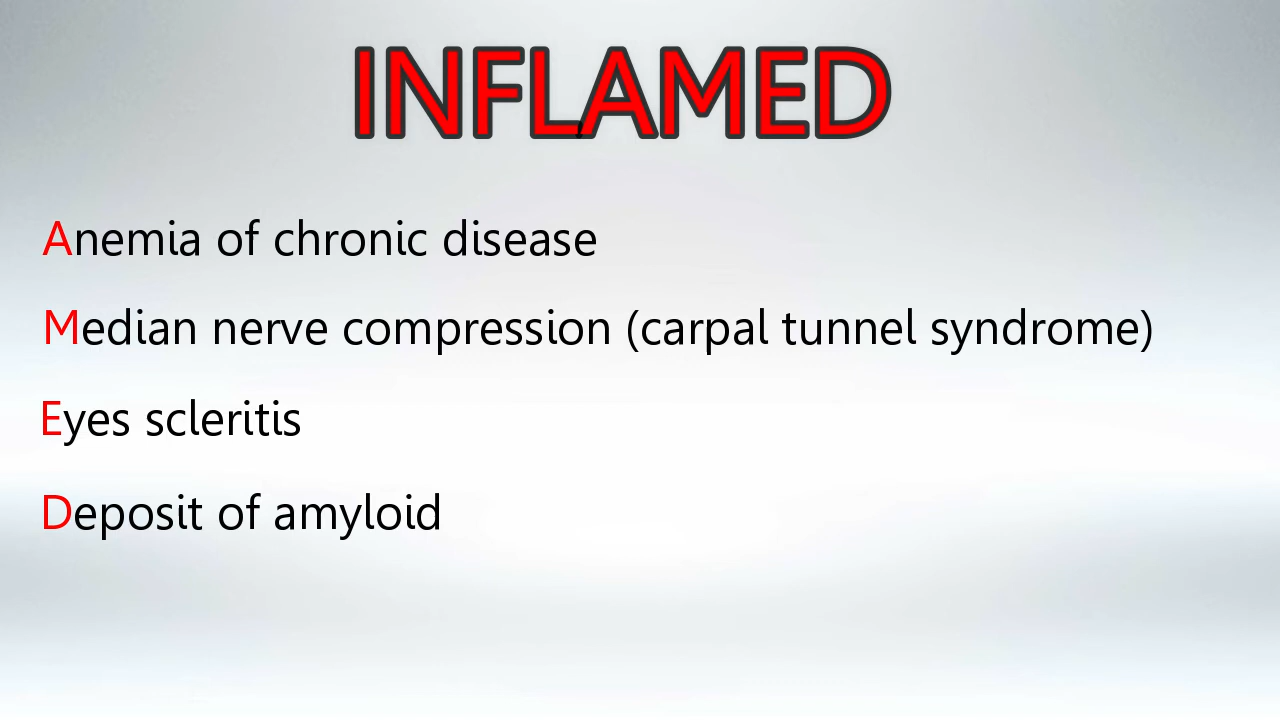 INFLAMED
Anemia of chronic disease
Median nerve compression (carpal tunnel syndrome)
Eyes scleritis
Deposit of amyloid